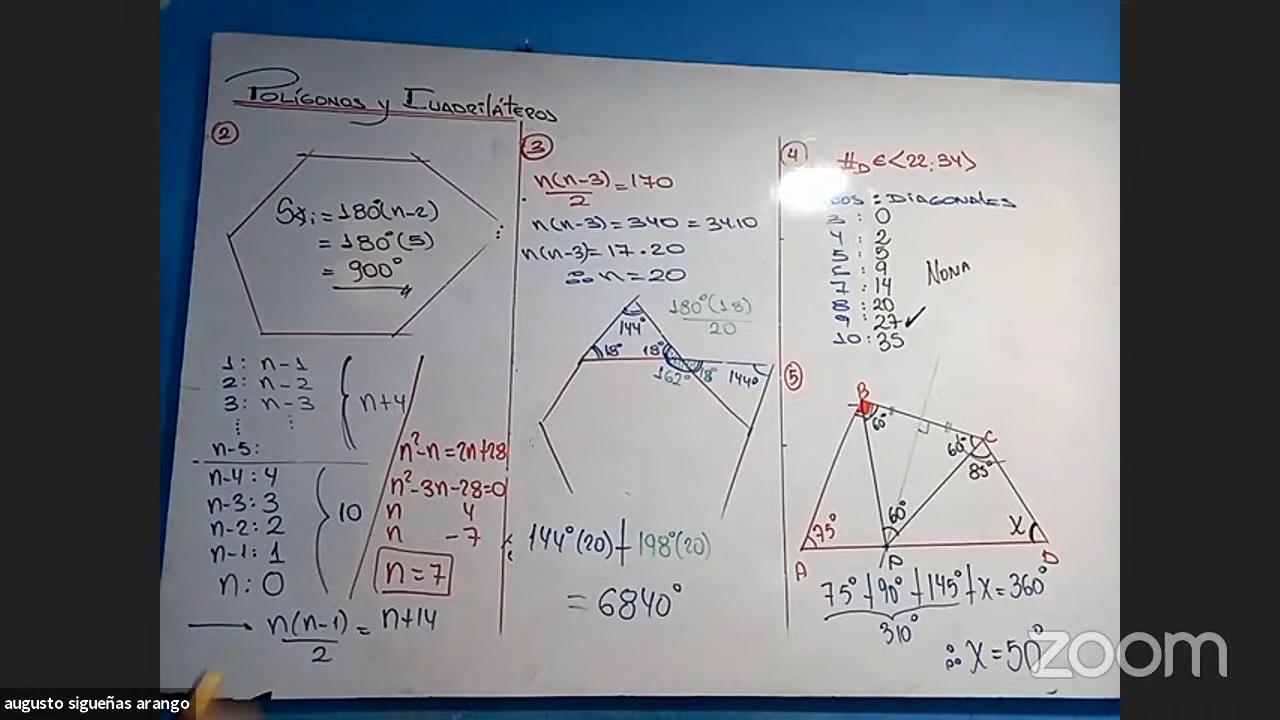 POLÍGONOS y CUADRILÁTEROS
2
S∢i = 180°(n-2)
= 180°(5)
= 900°
1: n-1
2: n-2
3: n-3
⋮ ⋮
n-5:
n+4
n-4: 4
n-3: 3
n-2: 2
n-1: 1
n: 0
10
n(n-1)/2 = n+14
n²-n=2n+28
n²-3n-28=0
n 4
n -7
n=7
3
n(n-3)/2 = 170
n(n-3) = 340 = 34.10
n(n-3) = 17·20
∴ n = 20
180°(18)/20
144°
18° 18°
162° 18° 144°
144°(20)+198°(20)
= 6840°
4
#D ∈ <22;34>
DOS : DIAGONALES
3 : 0
4 : 2
5 : 5
6 : 9
7 : 14
8 : 20
9 : 27 ✓
10 : 35
NONA
5
B
60°
C
60°
85°
60°
75°
x
A
P
D
75°+90°+145°+x=360°
310°
∴ x = 50°
zoom
augusto sigueñas arango